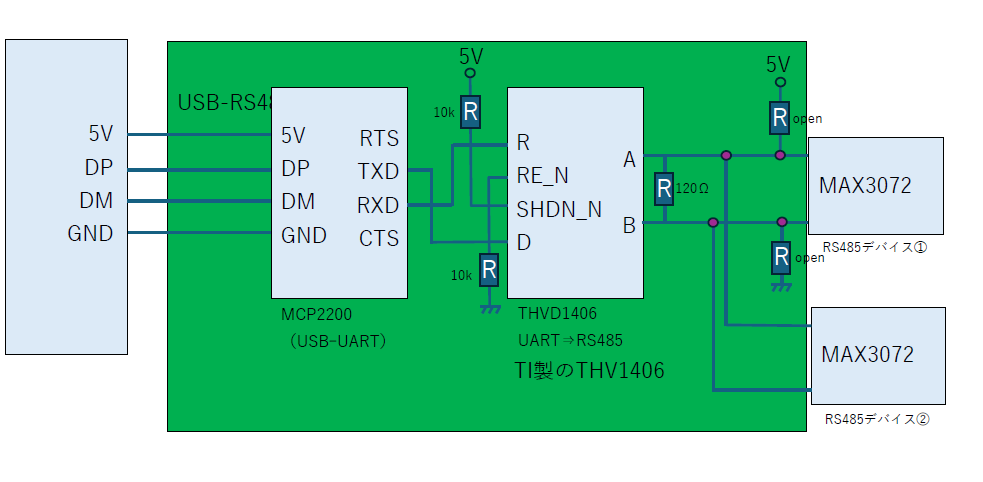 5V
DP
DM
GND
USB-RS48
5V
DP
DM
GND
RTS
TXD
RXD
CTS
MCP2200
（USB-UART）
5V
10k
R
10k
R
R
RE_N
SHDN_N
D
A
B
THVD1406
UART⇒RS485
TI製のTHV1406
R
120Ω
5V
R
open
R
open
MAX3072
RS485デバイス①
MAX3072
RS485デバイス②